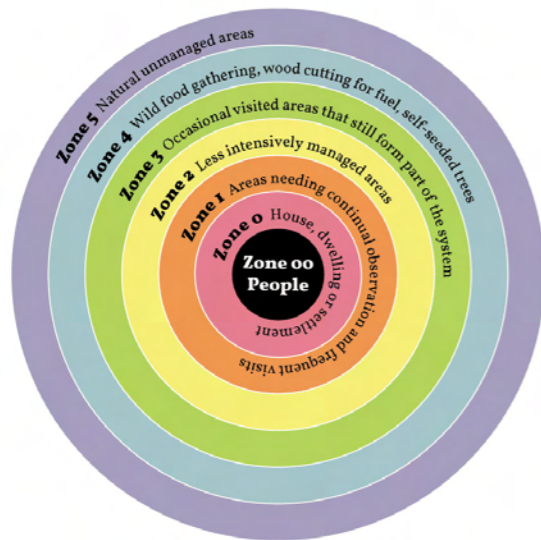 Zone 5 Natural unmanaged areas
Zone 4 Wild food gathering, wood cutting for fuel, self-seeded trees
Zone 3 Occasional visited areas that still form part of the system
Zone 2 Less intensively managed areas
Zone 1 Areas needing continual observation and frequent visits
Zone 0 House, dwelling or settlement
Zone 00
People